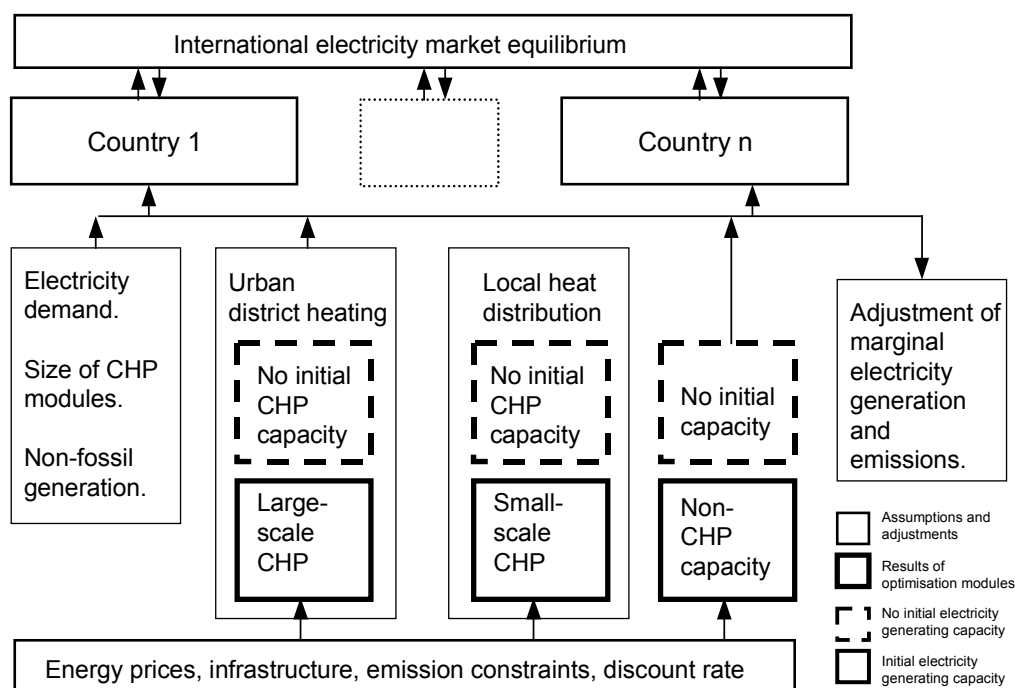 International electricity market equilibrium
Country 1
Country n
Electricity
demand.
Size of CHP
modules.
Non-fossil
generation.
Urban
district heating
No initial
CHP
capacity
Large-
scale
CHP
Local heat
distribution
No initial
CHP
capacity
Small-
scale
CHP
No initial
capacity
Non-
CHP
capacity
Adjustment of
marginal
electricity
generation
and
emissions.
Assumptions and
adjustments
Results of
optimisation modules
No initial electricity
generating capacity
Initial electricity
generating capacity
Energy prices, infrastructure, emission constraints, discount rate